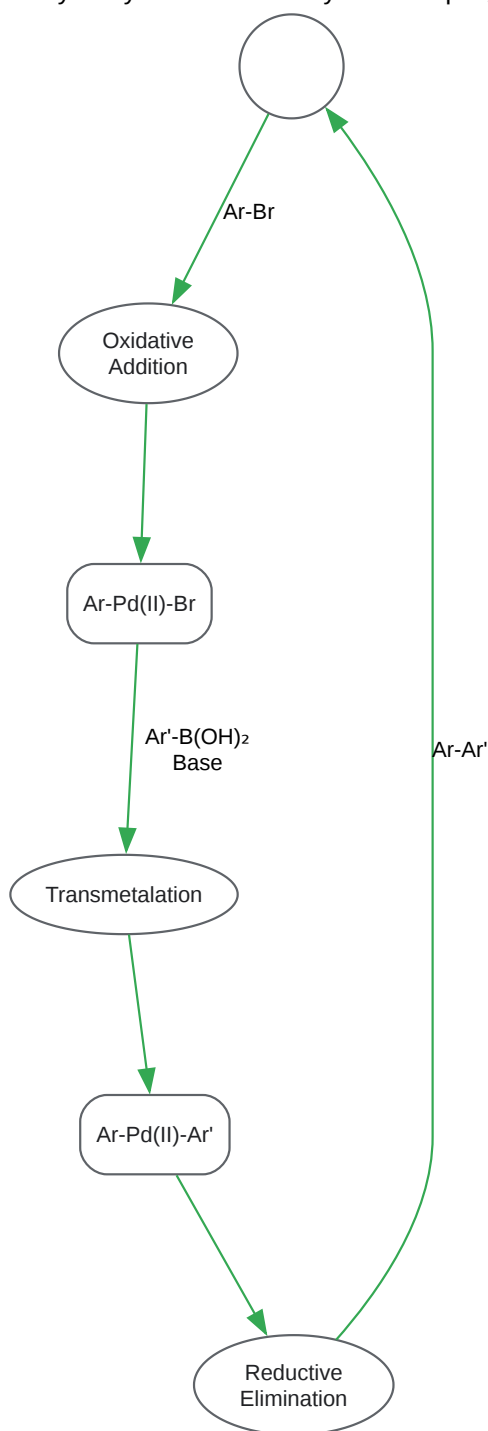 Ar-Br
Oxidative
Addition
Ar-Pd(II)-Br
Ar'-B(OH)₂
Base
Ar-Ar'
Transmetalation
Ar-Pd(II)-Ar'
Reductive
Elimination